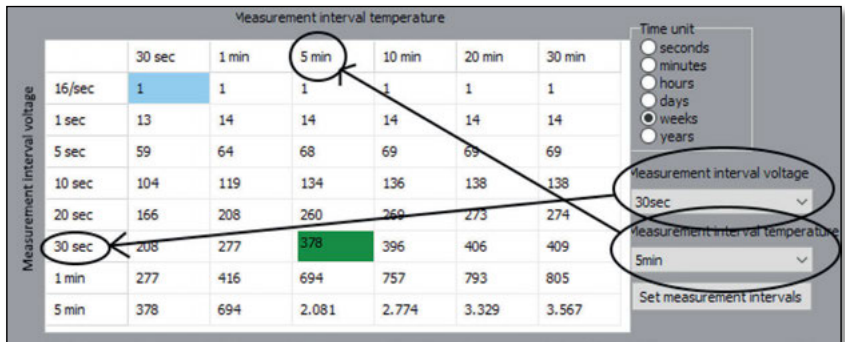 Measurement interval temperature
Time unit
seconds
minutes
hours
days
weeks
years
Measurement interval voltage
30 sec 1 min 5 min 10 min 20 min 30 min
16/sec 1 1 1 1 1 1
1 sec 13 14 14 14 14 14
5 sec 59 64 68 69 69 69
10 sec 104 119 134 136 138 138
20 sec 166 208 260 269 273 274
30 sec 208 277 378 396 406 409
1 min 277 416 694 757 793 805
5 min 378 694 2.081 2.774 3.329 3.567
Measurement interval voltage
30sec
Measurement interval temperature
5min
Set measurement intervals